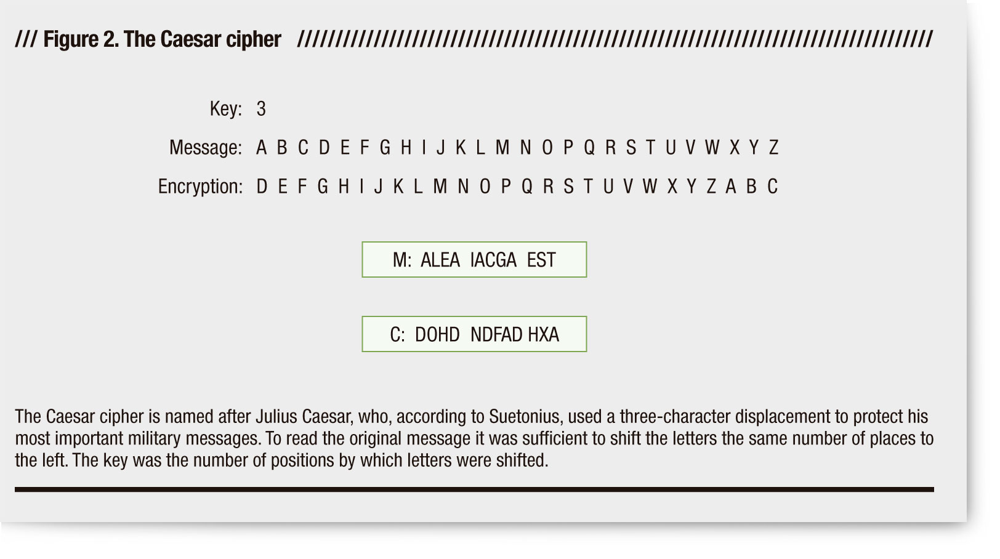 /// Figure 2. The Caesar cipher ////////////////////////////////////////////////////////////////////////////////////
Key: 3
Message: A B C D E F G H I J K L M N O P Q R S T U V W X Y Z
Encryption: D E F G H I J K L M N O P Q R S T U V W X Y Z A B C
M: ALEA IACGA EST
C: DOHD NDFAD HXA
The Caesar cipher is named after Julius Caesar, who, according to Suetonius, used a three-character displacement to protect his
most important military messages. To read the original message it was sufficient to shift the letters the same number of places to
the left. The key was the number of positions by which letters were shifted.